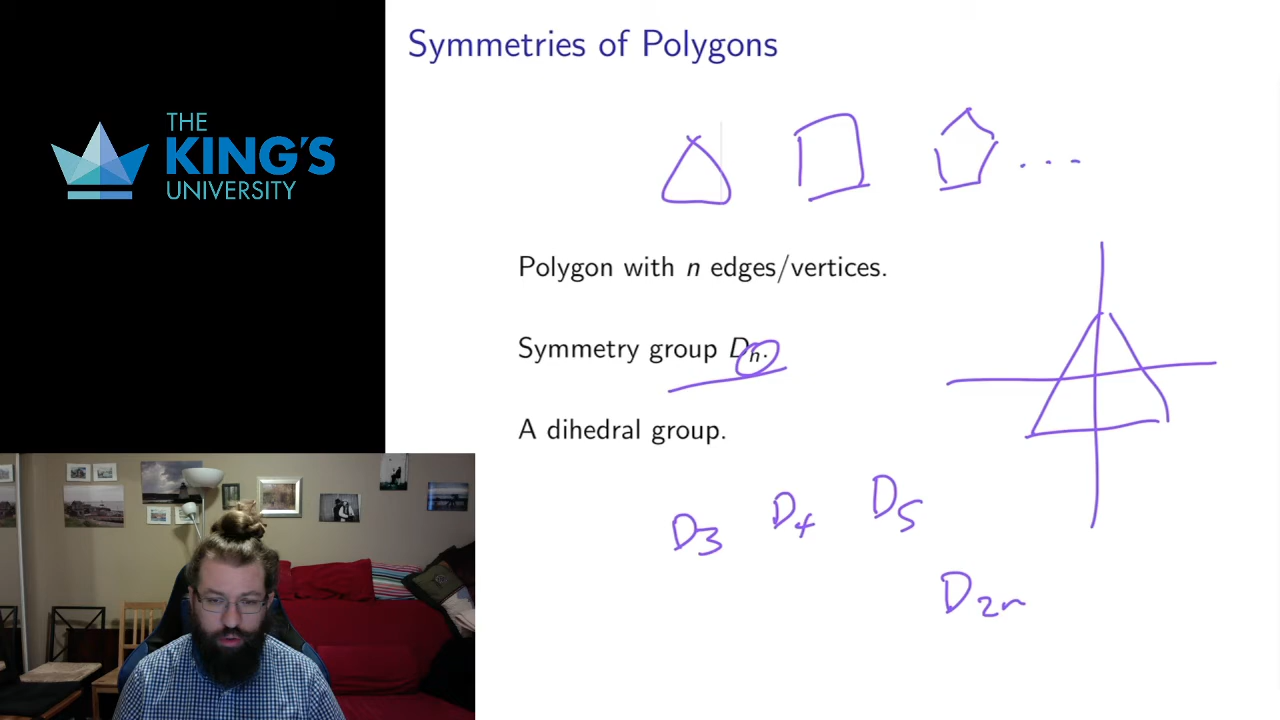 THE
KING'S
UNIVERSITY
Symmetries of Polygons
...
Polygon with n edges/vertices.
Symmetry group Dn.
A dihedral group.
D3 D4 D5
D2n